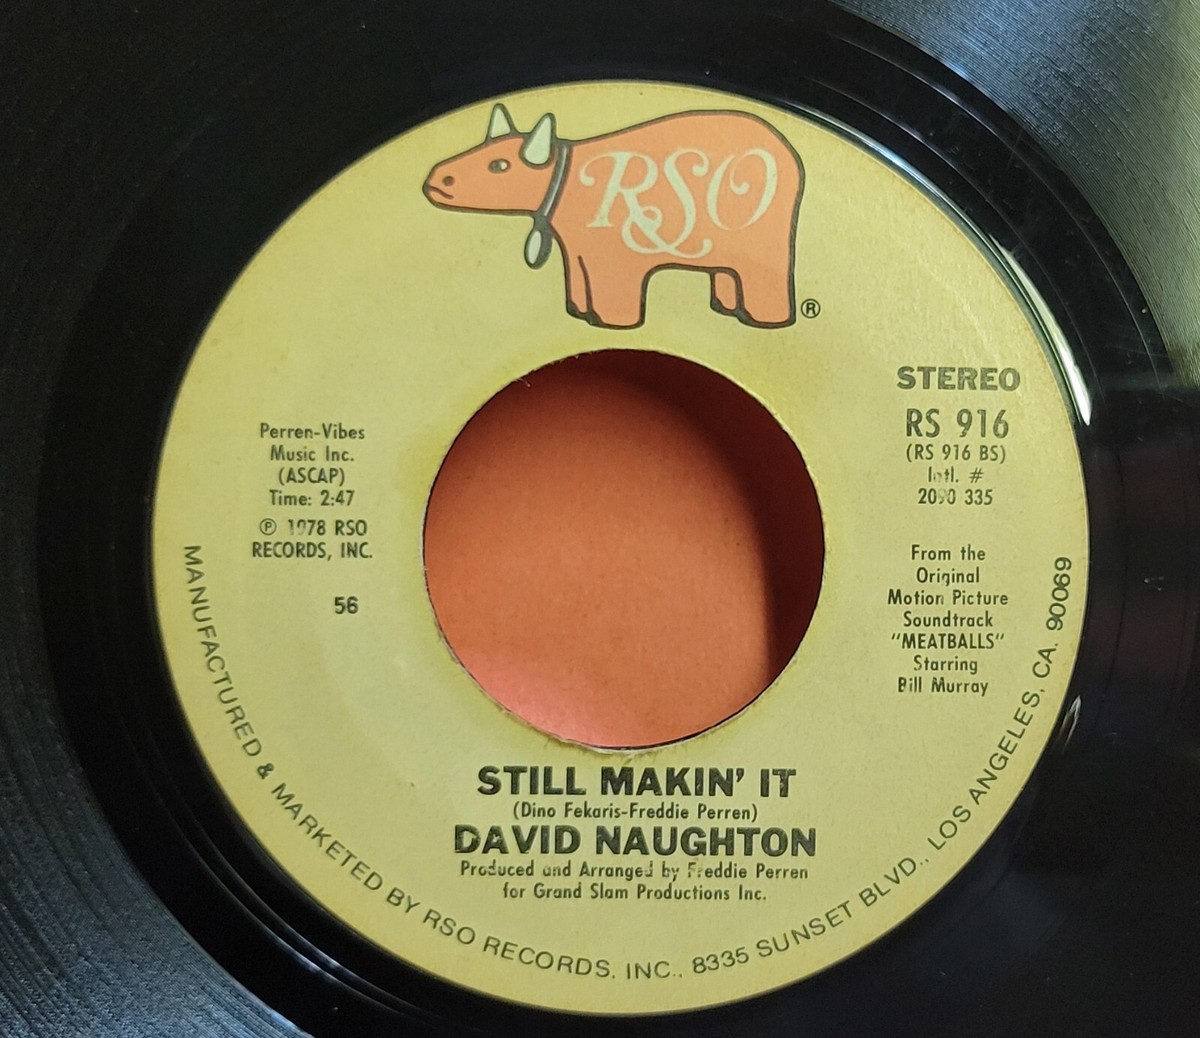 RSO
®
STEREO
RS 916
(RS 916 BS)
Intl. #
2090 335
Perren-Vibes
Music Inc.
(ASCAP)
Time: 2:47
℗ 1978 RSO
RECORDS, INC.
56
From the
Original
Motion Picture
Soundtrack
"MEATBALLS"
Starring
Bill Murray
STILL MAKIN' IT
(Dino Fekaris-Freddie Perren)
DAVID NAUGHTON
Produced and Arranged by Freddie Perren
for Grand Slam Productions Inc.
MANUFACTURED & MARKETED BY RSO RECORDS, INC., 8335 SUNSET BLVD., LOS ANGELES, CA. 90069